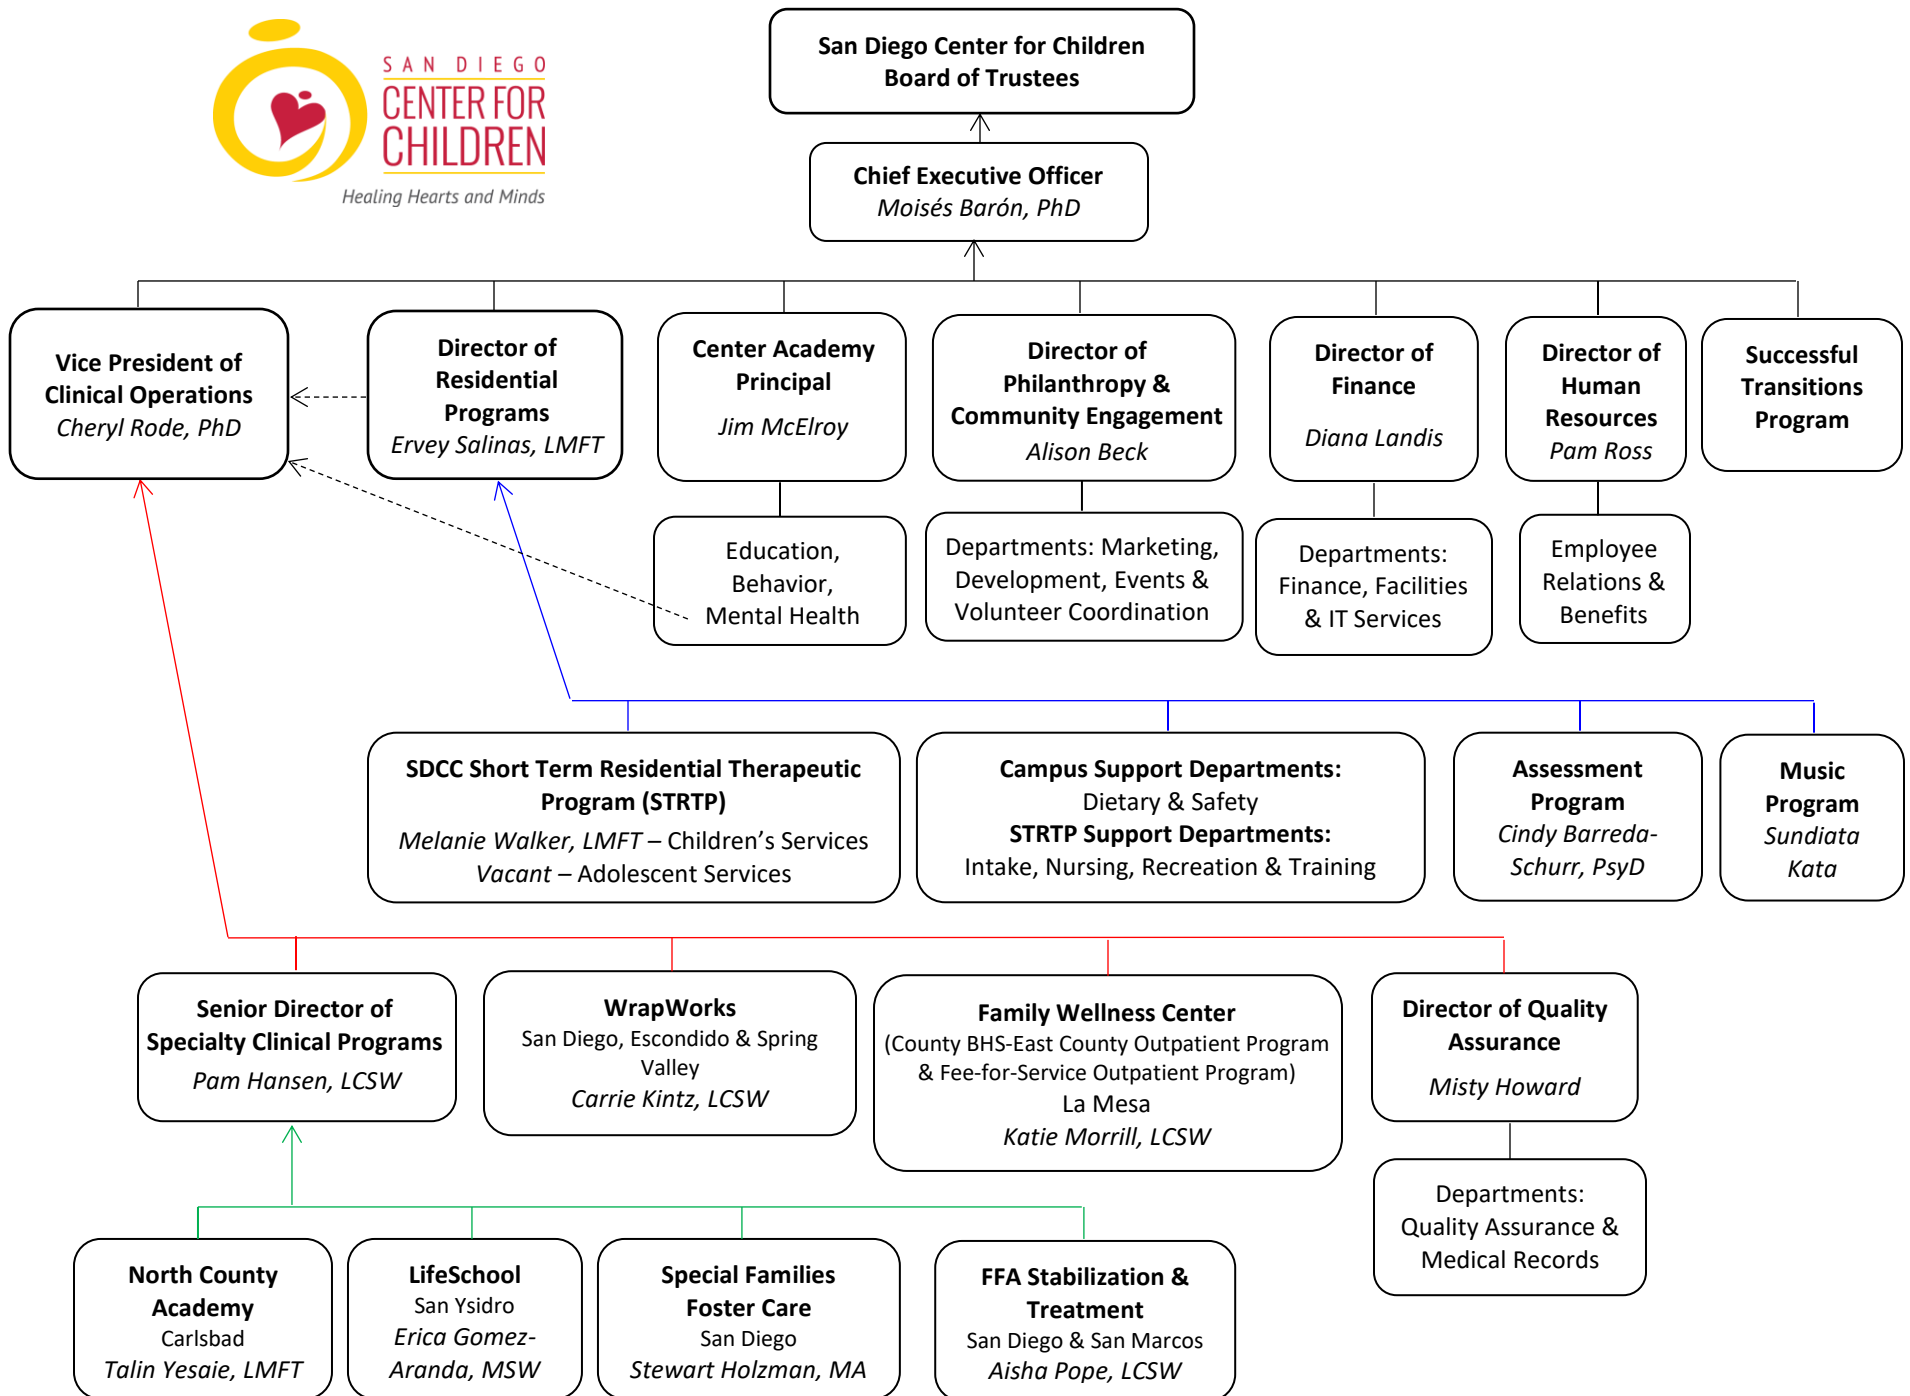 SAN DIEGO
CENTER FOR
CHILDREN
Healing Hearts and Minds
San Diego Center for Children
Board of Trustees
Chief Executive Officer
Moisés Barón, PhD
Vice President of
Clinical Operations
Cheryl Rode, PhD
Director of
Residential
Programs
Ervey Salinas, LMFT
Center Academy
Principal
Jim McElroy
Director of
Philanthropy &
Community Engagement
Alison Beck
Director of
Finance
Diana Landis
Director of
Human
Resources
Pam Ross
Successful
Transitions
Program
Education,
Behavior,
Mental Health
Departments: Marketing,
Development, Events &
Volunteer Coordination
Departments:
Finance, Facilities
& IT Services
Employee
Relations &
Benefits
SDCC Short Term Residential Therapeutic
Program (STRTP)
Melanie Walker, LMFT – Children’s Services
Vacant – Adolescent Services
Campus Support Departments:
Dietary & Safety
STRTP Support Departments:
Intake, Nursing, Recreation & Training
Assessment
Program
Cindy Barreda-
Schurr, PsyD
Music
Program
Sundiata
Kata
Senior Director of
Specialty Clinical Programs
Pam Hansen, LCSW
WrapWorks
San Diego, Escondido & Spring
Valley
Carrie Kintz, LCSW
Family Wellness Center
(County BHS-East County Outpatient Program
& Fee-for-Service Outpatient Program)
La Mesa
Katie Morrill, LCSW
Director of Quality
Assurance
Misty Howard
Departments:
Quality Assurance &
Medical Records
North County
Academy
Carlsbad
Talin Yesaie, LMFT
LifeSchool
San Ysidro
Erica Gomez-
Aranda, MSW
Special Families
Foster Care
San Diego
Stewart Holzman, MA
FFA Stabilization &
Treatment
San Diego & San Marcos
Aisha Pope, LCSW